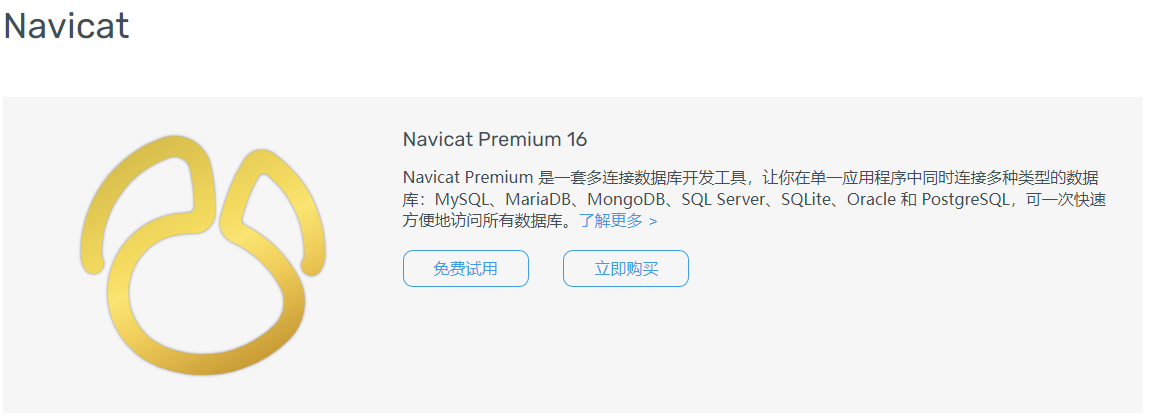 Navicat
Navicat Premium 16
Navicat Premium 是一套多连接数据库开发工具，让你在单一应用程序中同时连接多种类型的数据
库：MySQL、MariaDB、MongoDB、SQL Server、SQLite、Oracle 和 PostgreSQL，可一次快速
方便地访问所有数据库。了解更多 >
免费试用 立即购买